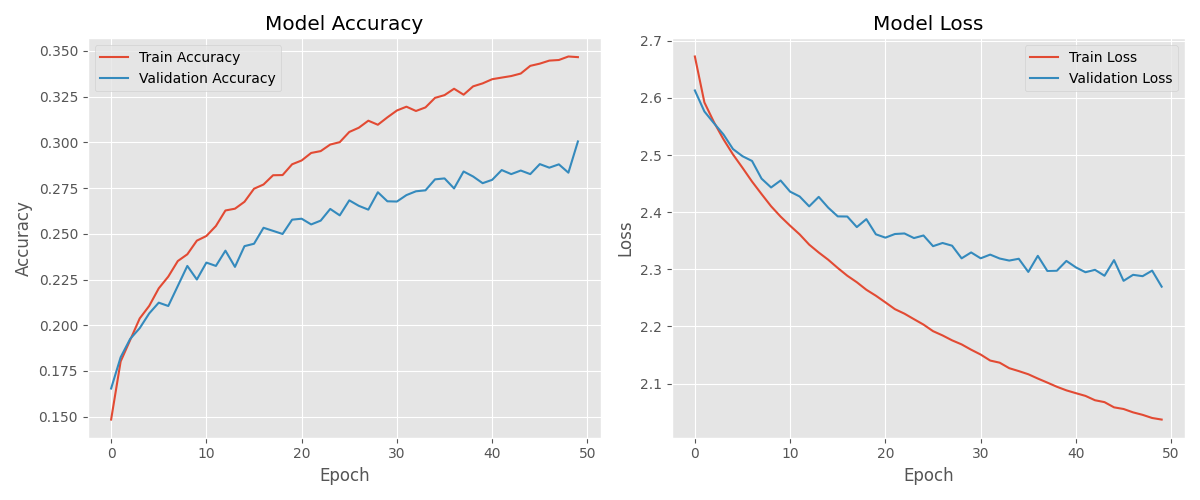 Model Accuracy
Train Accuracy
Validation Accuracy
Accuracy
0.350
0.325
0.300
0.275
0.250
0.225
0.200
0.175
0.150
0 10 20 30 40 50
Epoch
Model Loss
Train Loss
Validation Loss
Loss
2.7
2.6
2.5
2.4
2.3
2.2
2.1
0 10 20 30 40 50
Epoch